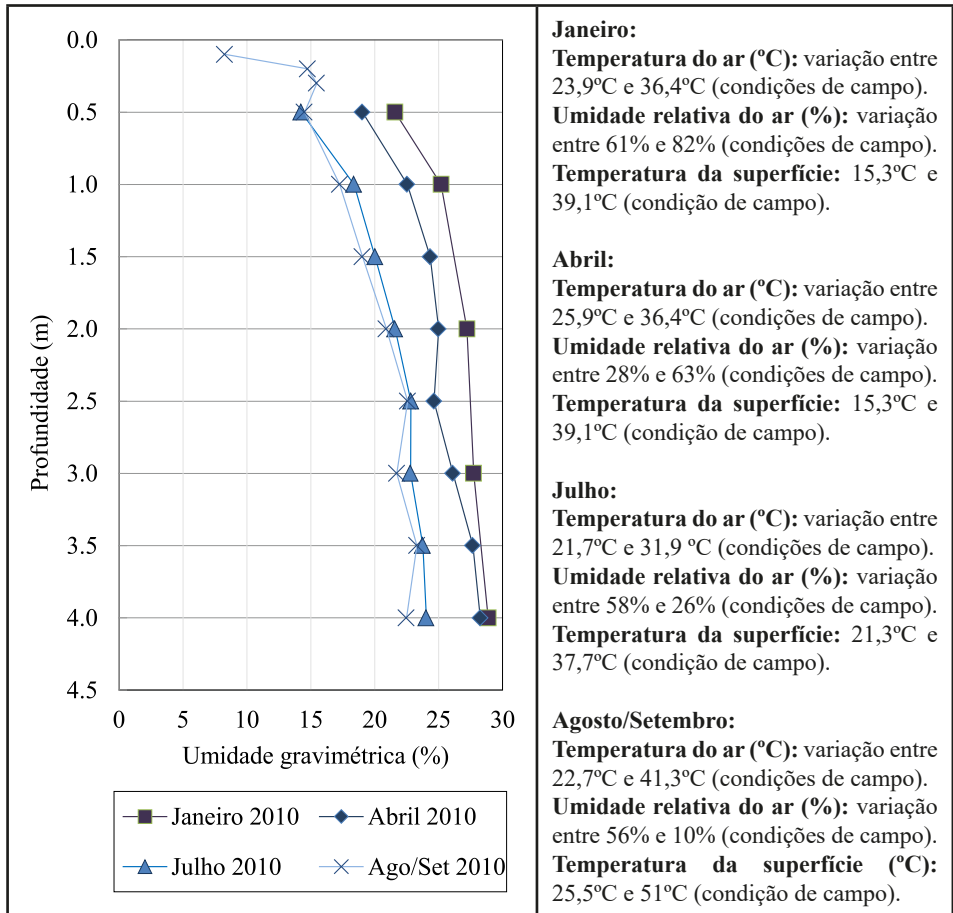 0.0
0.5
1.0
1.5
2.0
2.5
3.0
3.5
4.0
4.5
Profundidade (m)
0 5 10 15 20 25 30
Umidade gravimétrica (%)
Janeiro 2010 Abril 2010
Julho 2010 Ago/Set 2010
Janeiro:
Temperatura do ar (ºC): variação entre
23,9ºC e 36,4ºC (condições de campo).
Umidade relativa do ar (%): variação
entre 61% e 82% (condições de campo).
Temperatura da superfície: 15,3ºC e
39,1ºC (condição de campo).
Abril:
Temperatura do ar (ºC): variação entre
25,9ºC e 36,4ºC (condições de campo).
Umidade relativa do ar (%): variação
entre 28% e 63% (condições de campo).
Temperatura da superfície: 15,3ºC e
39,1ºC (condição de campo).
Julho:
Temperatura do ar (ºC): variação entre
21,7ºC e 31,9 ºC (condições de campo).
Umidade relativa do ar (%): variação
entre 58% e 26% (condições de campo).
Temperatura da superfície: 21,3ºC e
37,7ºC (condição de campo).
Agosto/Setembro:
Temperatura do ar (ºC): variação entre
22,7ºC e 41,3ºC (condições de campo).
Umidade relativa do ar (%): variação
entre 56% e 10% (condições de campo).
Temperatura da superfície (ºC):
25,5ºC e 51ºC (condição de campo).